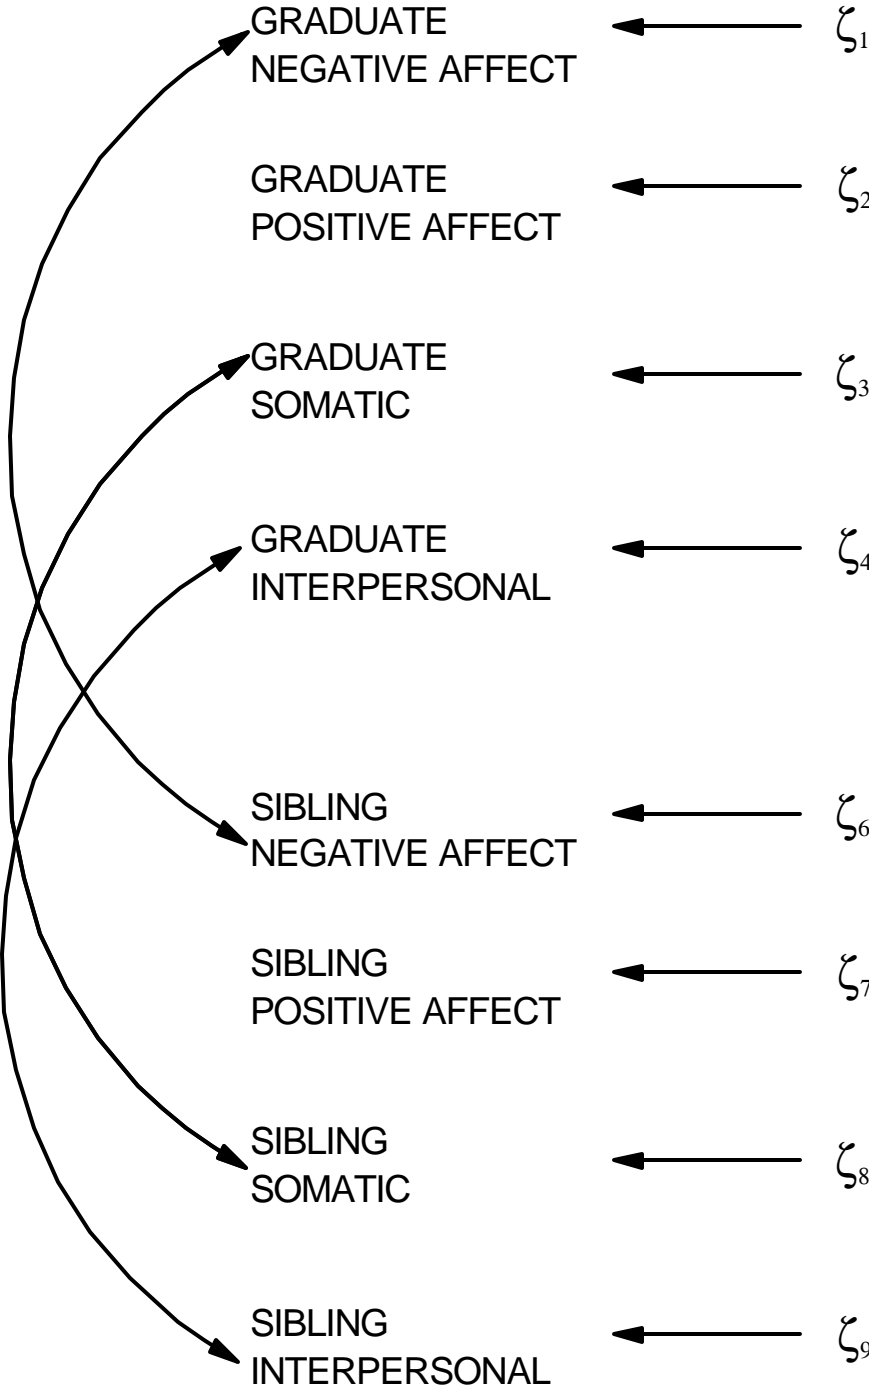 GRADUATE
NEGATIVE AFFECT
ζ1
GRADUATE
POSITIVE AFFECT
ζ2
GRADUATE
SOMATIC
ζ3
GRADUATE
INTERPERSONAL
ζ4
SIBLING
NEGATIVE AFFECT
ζ6
SIBLING
POSITIVE AFFECT
ζ7
SIBLING
SOMATIC
ζ8
SIBLING
INTERPERSONAL
ζ9